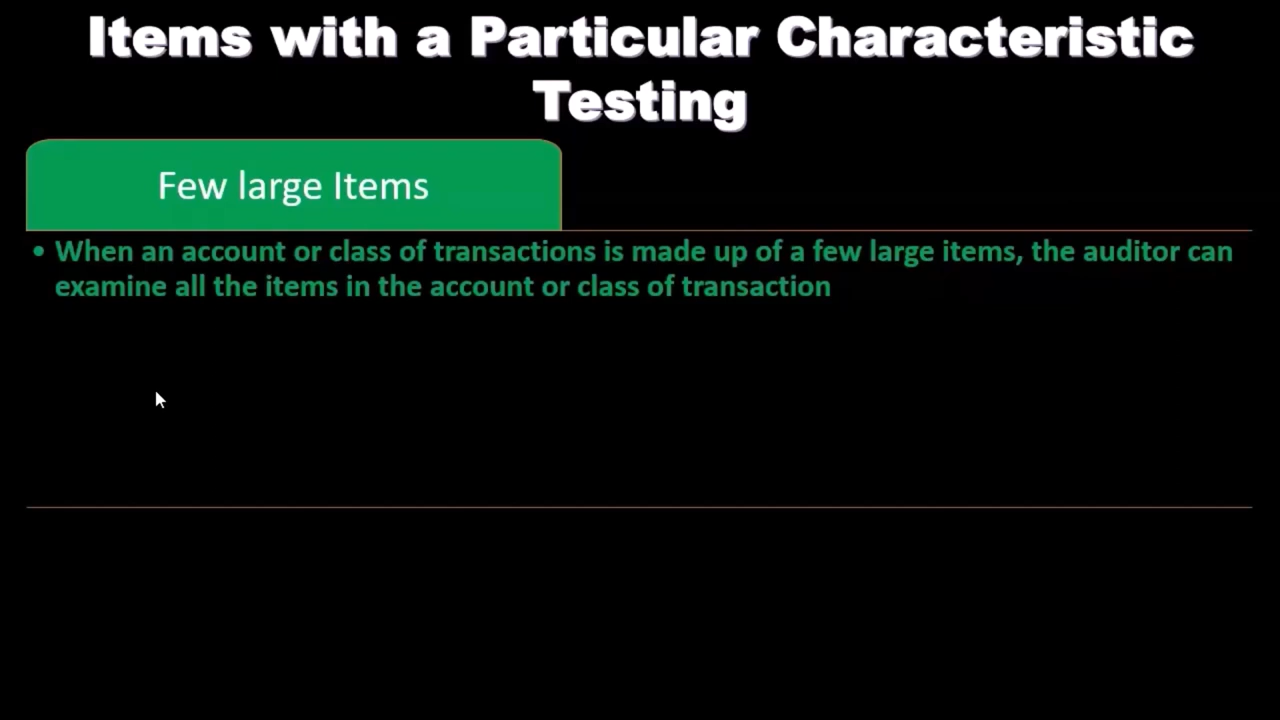 Items with a Particular Characteristic
Testing
Few large Items
• When an account or class of transactions is made up of a few large items, the auditor can
examine all the items in the account or class of transaction